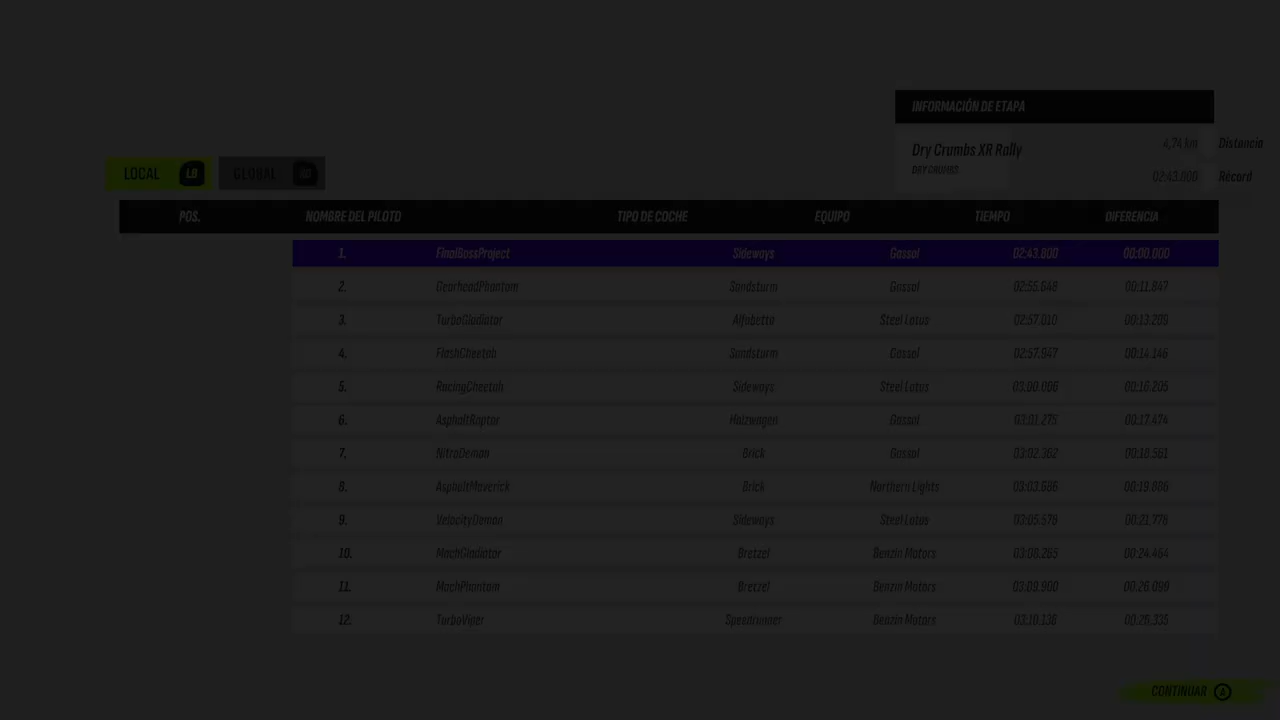 INFORMACIÓN DE ETAPA
Dry Crumbs XR Rally 4,74 km Distancia
DRY CRUMBS 02:43.800 Récord
LOCAL LB GLOBAL RB
POS. NOMBRE DEL PILOTO TIPO DE COCHE EQUIPO TIEMPO DIFERENCIA
1. FinalBossProject Sideways Gassol 02:43.800 00:00.000
2. GearheadPhantom Sandsturm Gassol 02:55.648 00:11.847
3. TurboGladiator Alfabetta Steel Lotus 02:57.010 00:13.209
4. FlashCheetah Sandsturm Gassol 02:57.947 00:14.146
5. RacingCheetah Sideways Steel Lotus 03:00.006 00:16.205
6. AsphaltRaptor Holzwagen Gassol 03:01.275 00:17.474
7. NitroDemon Brick Gassol 03:02.362 00:18.561
8. AsphaltMaverick Brick Northern Lights 03:03.686 00:19.886
9. VelocityDemon Sideways Steel Lotus 03:05.579 00:21.778
10. MachGladiator Bretzel Benzin Motors 03:08.265 00:24.464
11. MachPhantom Bretzel Benzin Motors 03:09.900 00:26.099
12. TurboViper Speedrunner Benzin Motors 03:10.136 00:26.335
CONTINUAR A